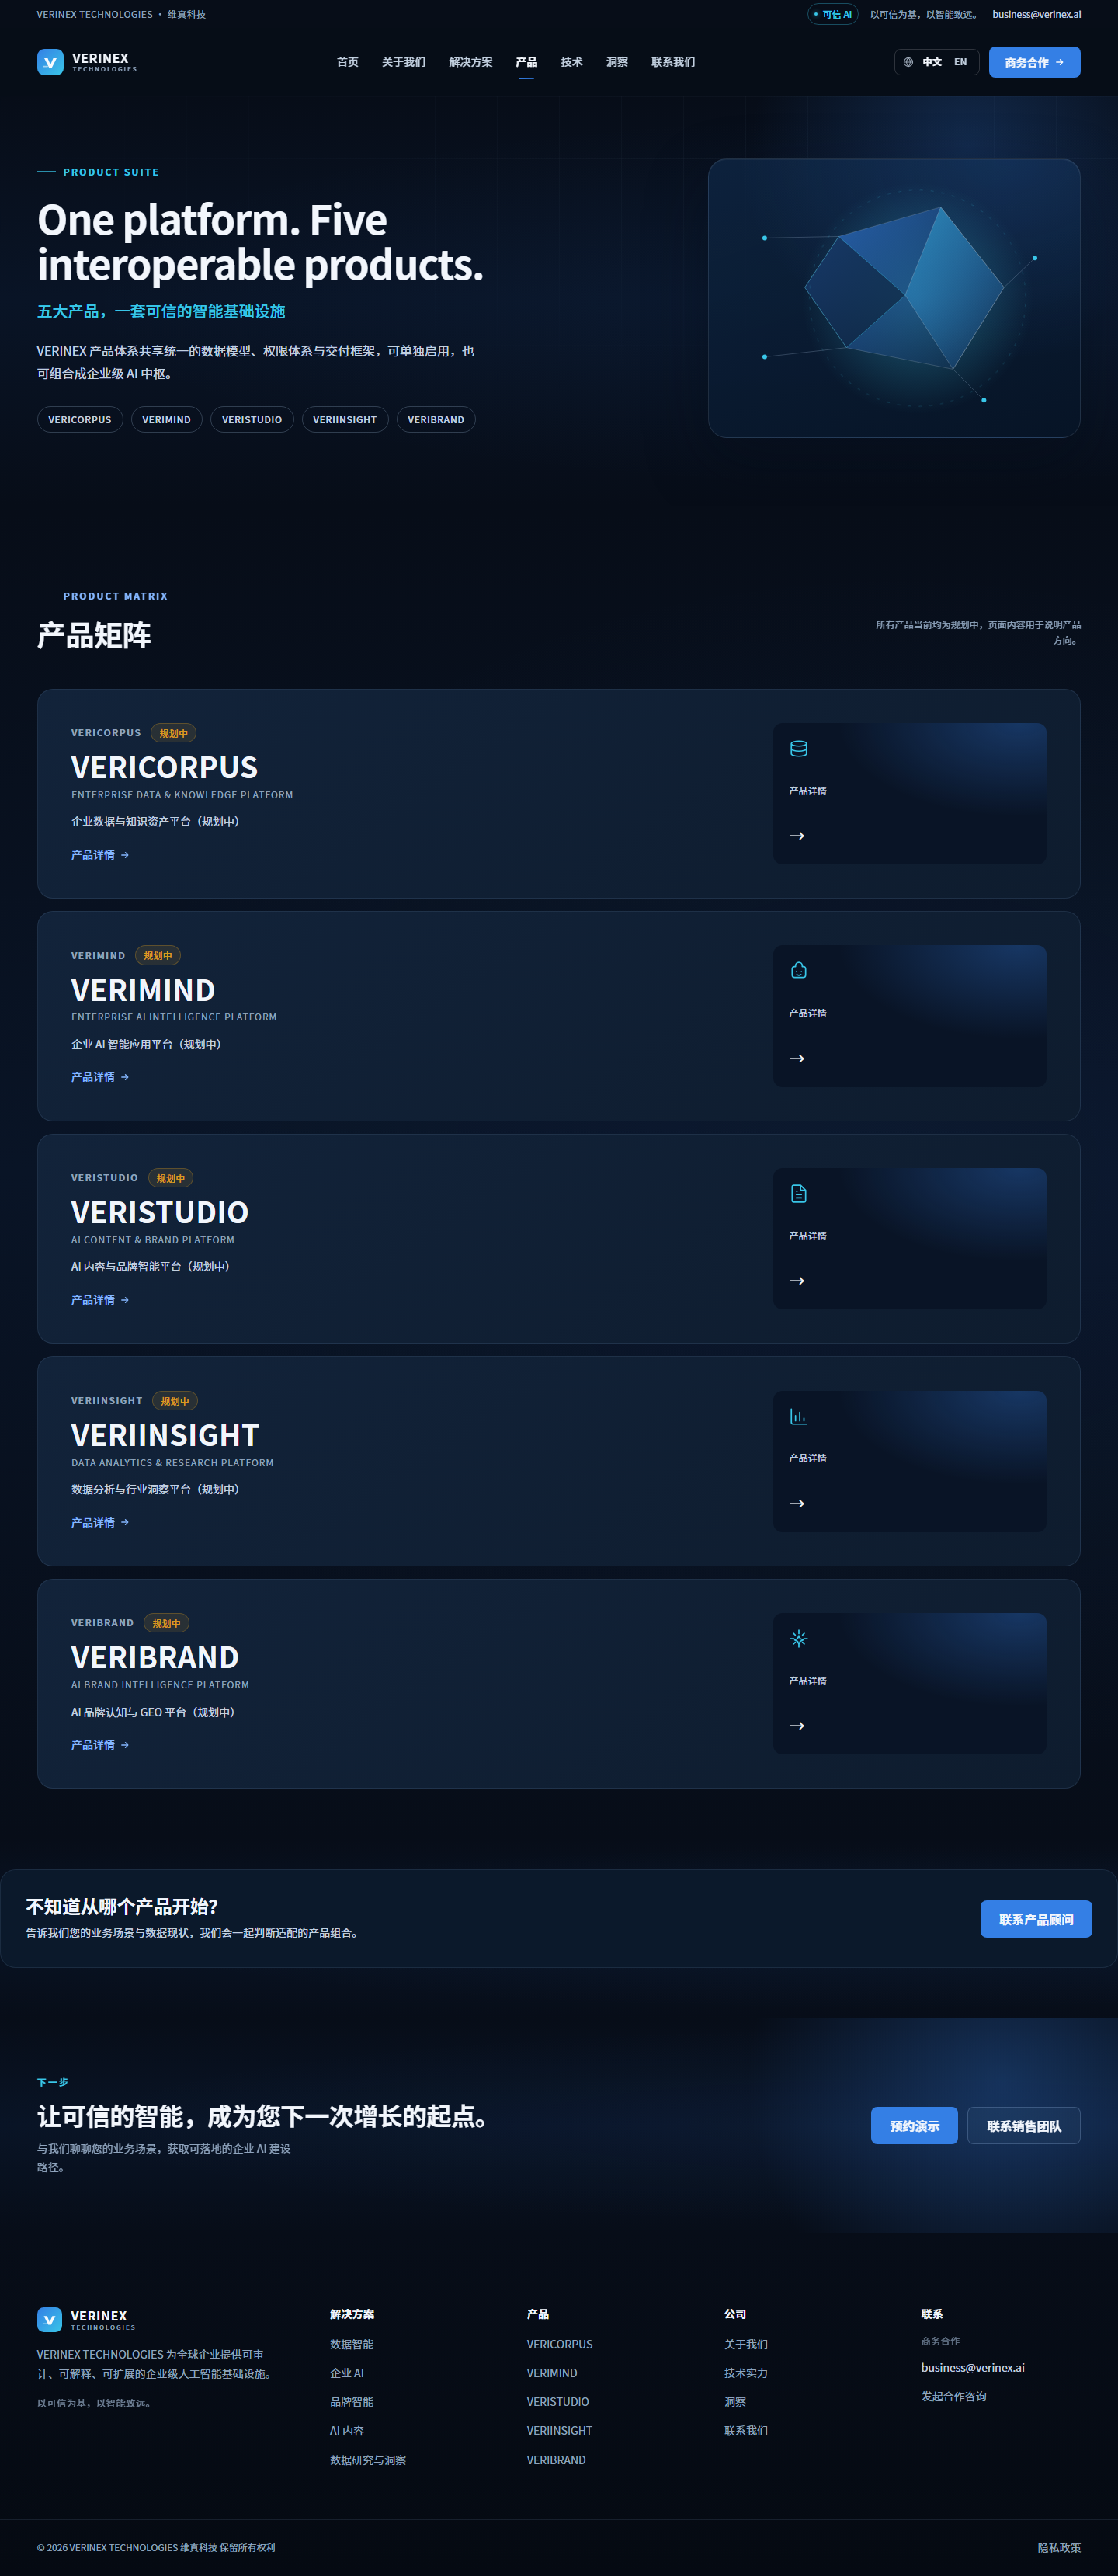 VERINEX TECHNOLOGIES • 维真科技
可信 AI
以可信为基，以智能致远。
business@verinex.ai
VERINEX
TECHNOLOGIES
首页
关于我们
解决方案
产品
技术
洞察
联系我们
中文
EN
商务合作 →
PRODUCT SUITE
One platform. Five
interoperable products.
五大产品，一套可信的智能基础设施
VERINEX 产品体系共享统一的数据模型、权限体系与交付框架，可单独启用，也
可组合成企业级 AI 中枢。
VERICORPUS
VERIMIND
VERISTUDIO
VERIINSIGHT
VERIBRAND
PRODUCT MATRIX
产品矩阵
所有产品当前均为规划中，页面内容用于说明产品
方向。
VERICORPUS 规划中
VERICORPUS
ENTERPRISE DATA & KNOWLEDGE PLATFORM
企业数据与知识资产平台（规划中）
产品详情 →
产品详情
→
VERIMIND 规划中
VERIMIND
ENTERPRISE AI INTELLIGENCE PLATFORM
企业 AI 智能应用平台（规划中）
产品详情 →
产品详情
→
VERISTUDIO 规划中
VERISTUDIO
AI CONTENT & BRAND PLATFORM
AI 内容与品牌智能平台（规划中）
产品详情 →
产品详情
→
VERIINSIGHT 规划中
VERIINSIGHT
DATA ANALYTICS & RESEARCH PLATFORM
数据分析与行业洞察平台（规划中）
产品详情 →
产品详情
→
VERIBRAND 规划中
VERIBRAND
AI BRAND INTELLIGENCE PLATFORM
AI 品牌认知与 GEO 平台（规划中）
产品详情 →
产品详情
→
不知道从哪个产品开始？
告诉我们您的业务场景与数据现状，我们会一起判断适配的产品组合。
联系产品顾问
下一步
让可信的智能，成为您下一次增长的起点。
与我们聊聊您的业务场景，获取可落地的企业 AI 建设
路径。
预约演示
联系销售团队
VERINEX
TECHNOLOGIES
VERINEX TECHNOLOGIES 为全球企业提供可审
计、可解释、可扩展的企业级人工智能基础设施。
以可信为基，以智能致远。
解决方案
数据智能
企业 AI
品牌智能
AI 内容
数据研究与洞察
产品
VERICORPUS
VERIMIND
VERISTUDIO
VERIINSIGHT
VERIBRAND
公司
关于我们
技术实力
洞察
联系我们
联系
商务合作
business@verinex.ai
发起合作咨询
© 2026 VERINEX TECHNOLOGIES 维真科技 保留所有权利
隐私政策